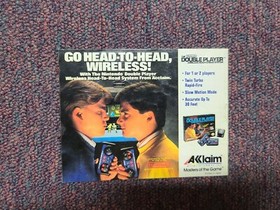 GO HEAD-TO-HEAD,
WIRELESS!
With The Nintendo Double Player
Wireless Head-To-Head System From Acclaim.
DOUBLE PLAYER
• For 1 or 2 players
• Twin Turbo
Rapid-Fire
• Slow Motion Mode
• Accurate Up To
30 feet
AKklaim
Masters of the Game